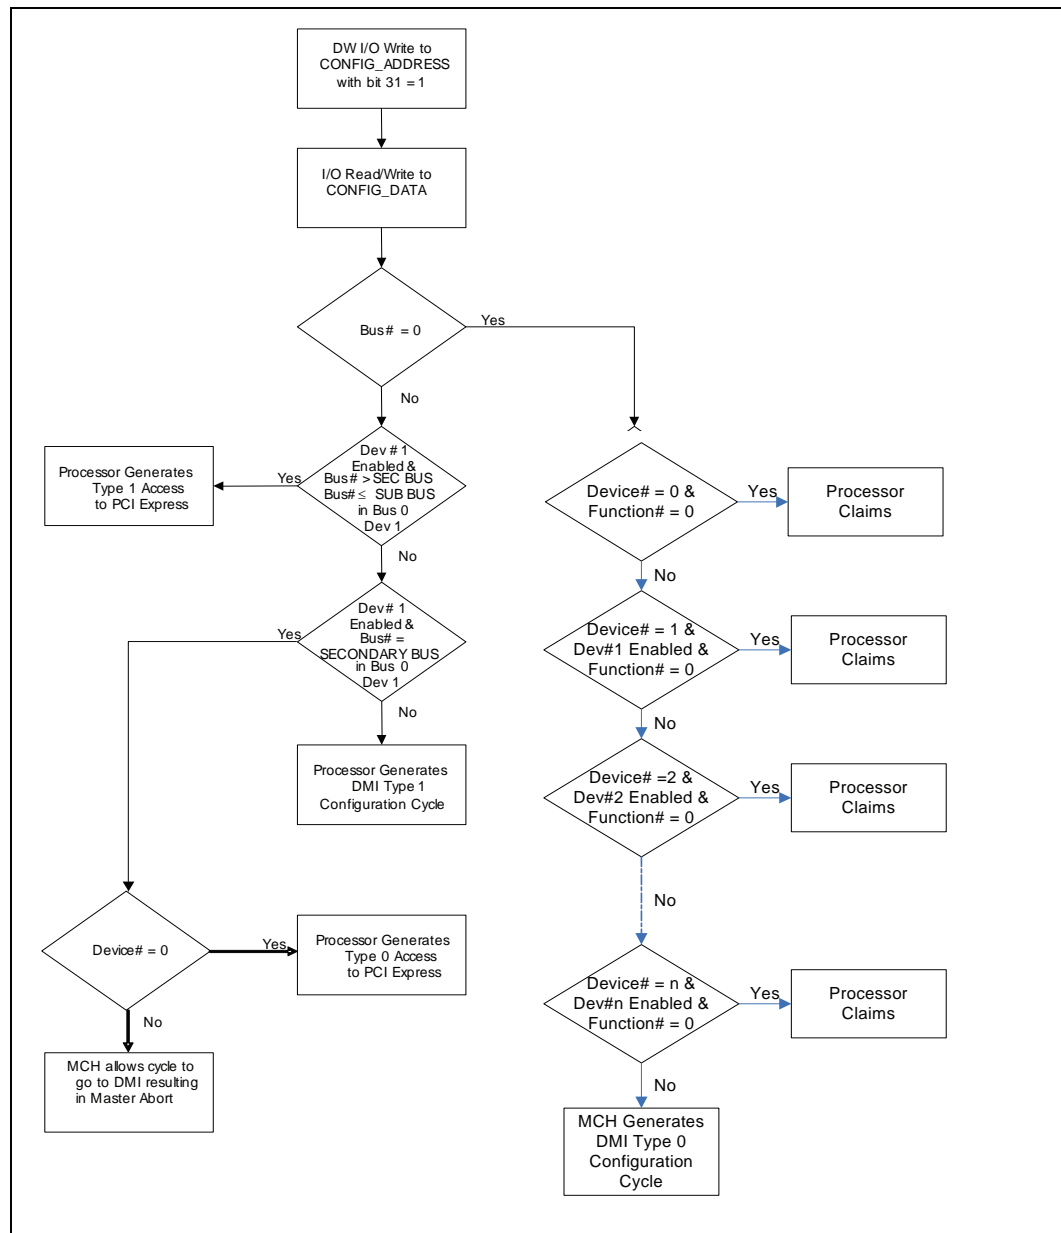 DW I/O Write to
CONFIG_ADDRESS
with bit 31 = 1
I/O Read/Write to
CONFIG_DATA
Bus# = 0
Yes
No
Dev # 1
Enabled &
Bus# > SEC BUS
Bus# ≤ SUB BUS
in Bus 0
Dev 1
Yes
Processor Generates
Type 1 Access
to PCI Express
No
Dev# 1
Enabled &
Bus# =
SECONDARY BUS
in Bus 0
Dev 1
Yes
No
Processor Generates
DMI Type 1
Configuration Cycle
Device# = 0
Yes
Processor Generates
Type 0 Access
to PCI Express
No
MCH allows cycle to
go to DMI resulting
in Master Abort
Device# = 0 &
Function# = 0
Yes
Processor
Claims
No
Device# = 1 &
Dev#1 Enabled &
Function# = 0
Yes
Processor
Claims
No
Device# =2 &
Dev#2 Enabled &
Function# = 0
Yes
Processor
Claims
No
Device# = n &
Dev#n Enabled &
Function# = 0
Yes
Processor
Claims
No
MCH Generates
DMI Type 0
Configuration
Cycle